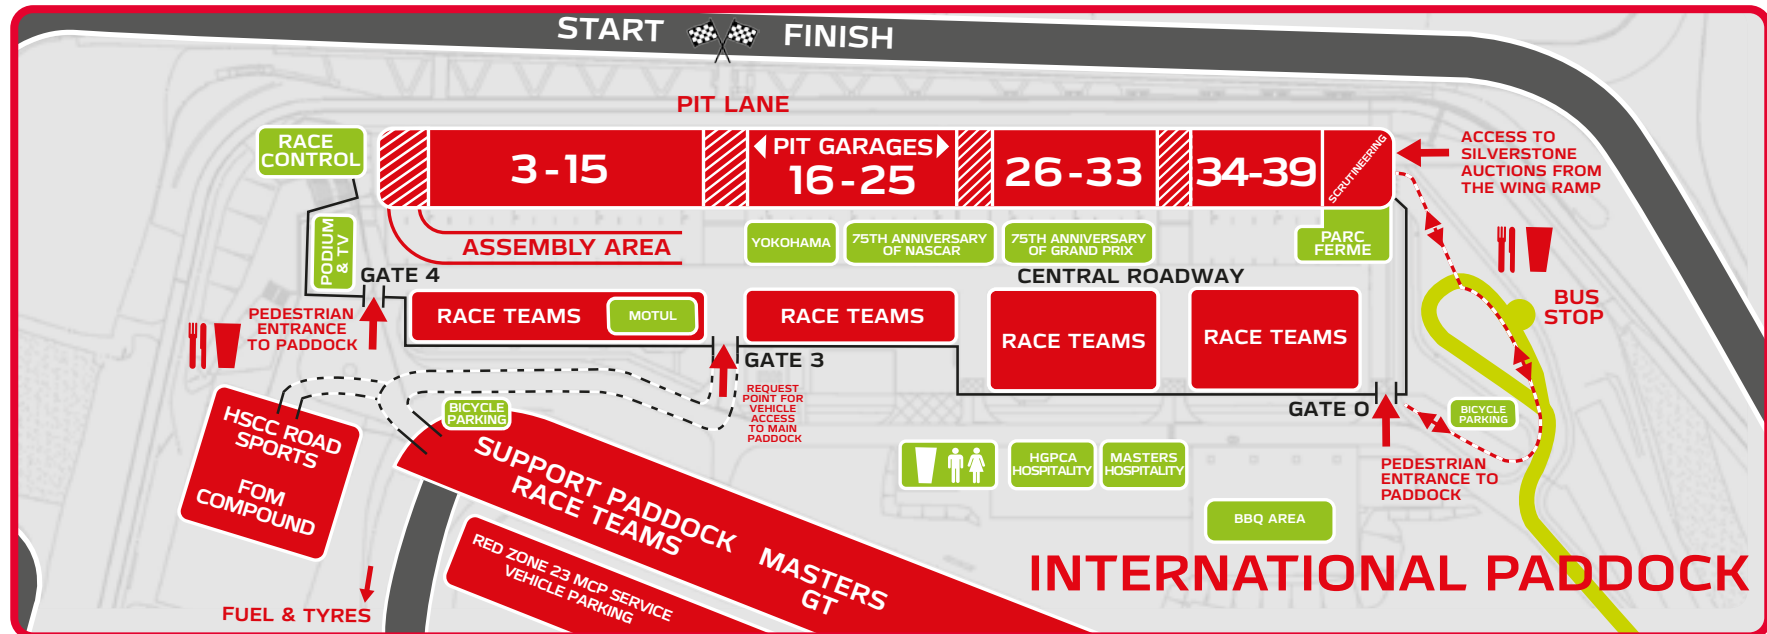 START FINISH
PIT LANE
RACE
CONTROL
3-15
PIT GARAGES
16-25
26-33
34-39
SCRUTINEERING
ACCESS TO
SILVERSTONE
AUCTIONS FROM
THE WING RAMP
PODIUM
& TV
ASSEMBLY AREA
YOKOHAMA
75TH ANNIVERSARY
OF NASCAR
75TH ANNIVERSARY
OF GRAND PRIX
PARC
FERME
CENTRAL ROADWAY
GATE 4
PEDESTRIAN
ENTRANCE
TO PADDOCK
RACE TEAMS
MOTUL
RACE TEAMS
RACE TEAMS
RACE TEAMS
BUS
STOP
GATE 3
REQUEST
POINT FOR
VEHICLE
ACCESS
TO MAIN
PADDOCK
GATE 0
BICYCLE
PARKING
BICYCLE
PARKING
PEDESTRIAN
ENTRANCE TO
PADDOCK
HSCC ROAD
SPORTS
FOM
COMPOUND
SUPPORT PADDOCK
RACE TEAMS
MASTERS
GT
HGPCA
HOSPITALITY
MASTERS
HOSPITALITY
BBQ AREA
RED ZONE 23 MCP SERVICE
VEHICLE PARKING
FUEL & TYRES
INTERNATIONAL PADDOCK